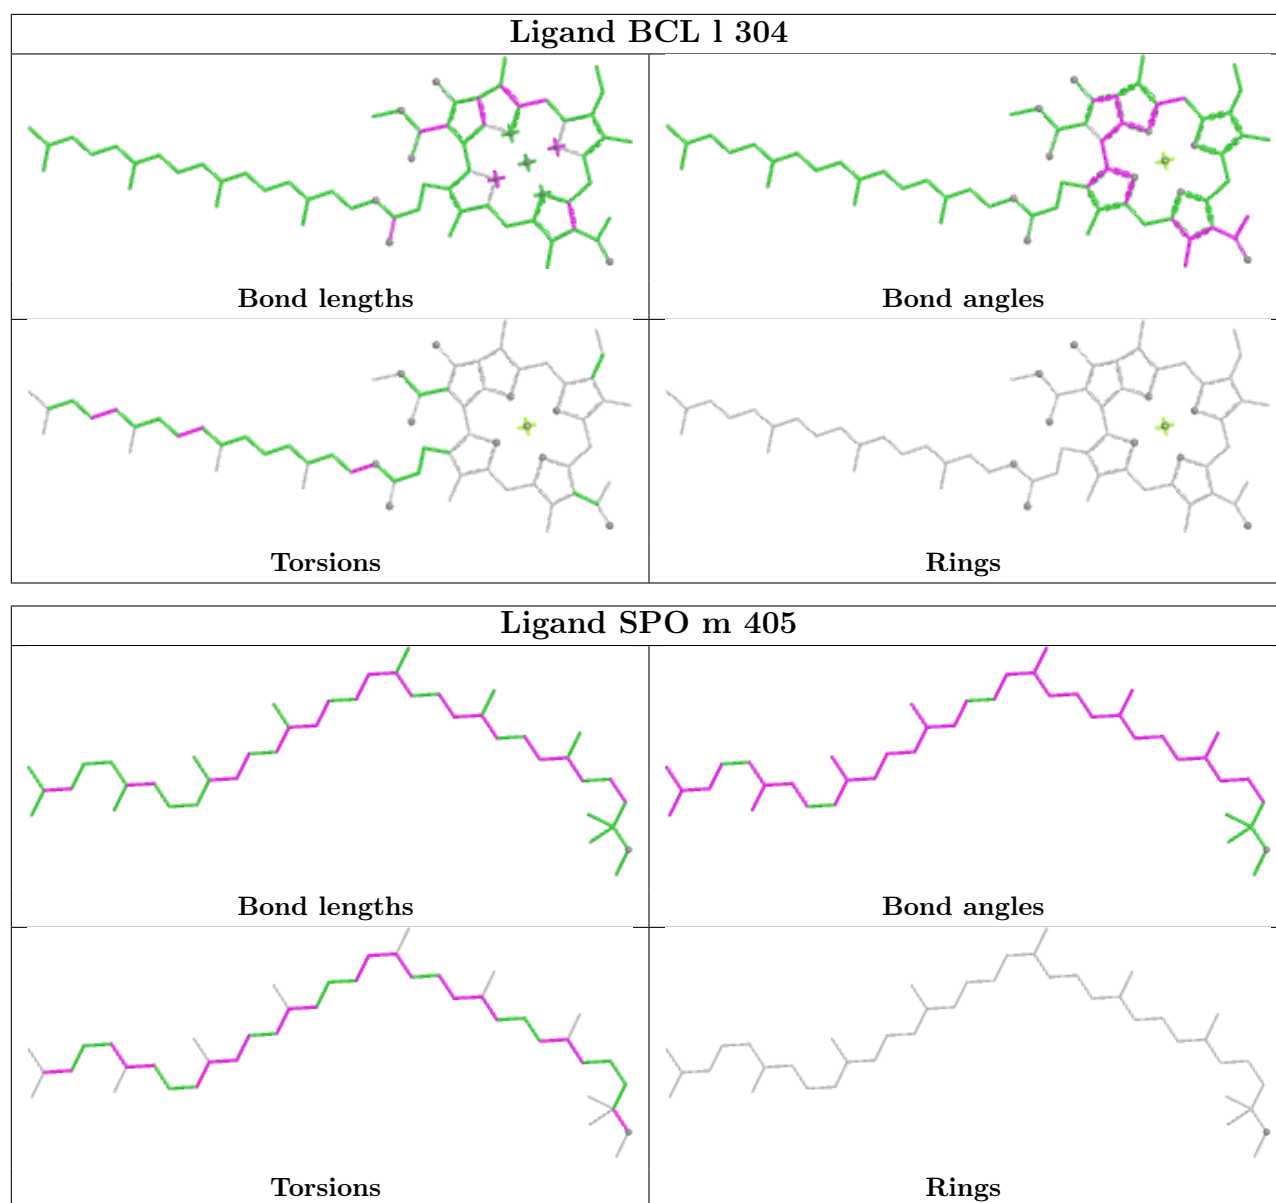 Ligand BCL l 304
Bond lengths
Bond angles
Torsions
Rings
Ligand SPO m 405
Bond lengths
Bond angles
Torsions
Rings